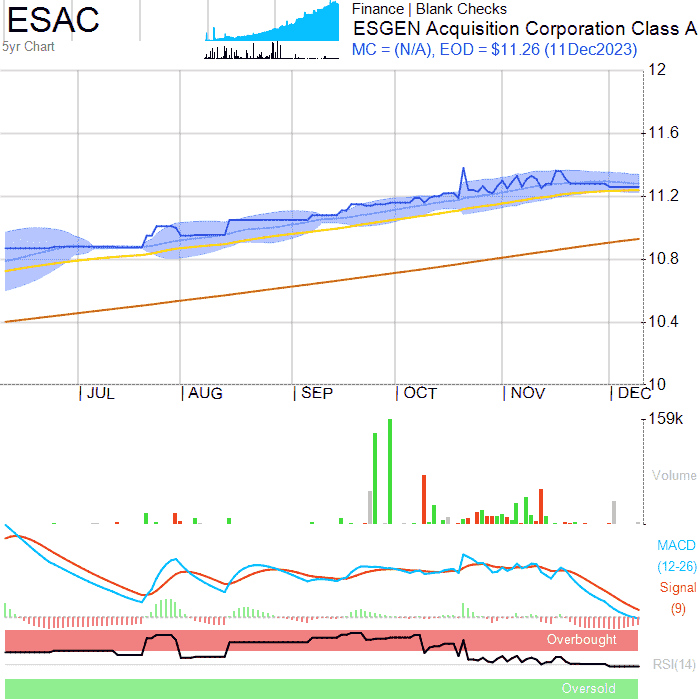 ESAC
5yr Chart
Finance | Blank Checks
ESGEN Acquisition Corporation Class A
MC = (N/A), EOD = $11.26 (11Dec2023)
12
11.6
11.2
10.8
10.4
10
| JUL | AUG | SEP | OCT | NOV | DEC
159k
Volume
MACD
(12-26)
Signal
(9)
Overbought
RSI(14)
Oversold